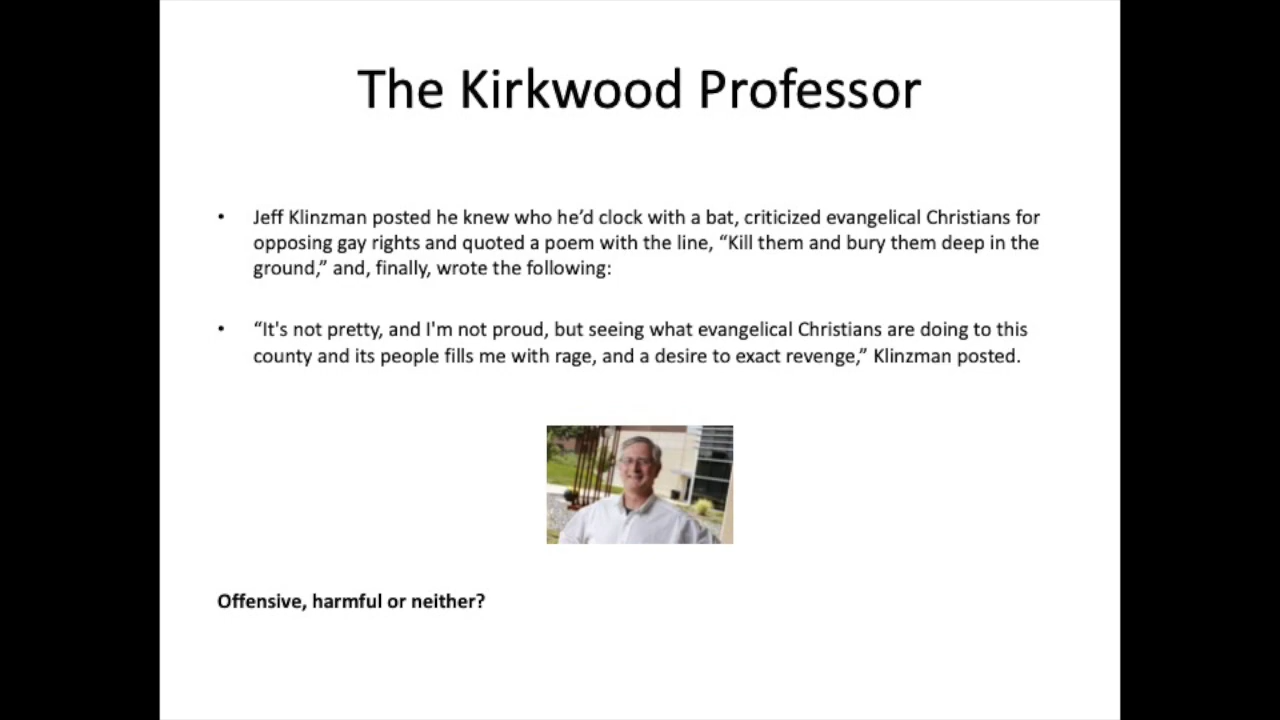 The Kirkwood Professor
• Jeff Klinzman posted he knew who he’d clock with a bat, criticized evangelical Christians for
opposing gay rights and quoted a poem with the line, “Kill them and bury them deep in the
ground,” and, finally, wrote the following:
• “It's not pretty, and I'm not proud, but seeing what evangelical Christians are doing to this
county and its people fills me with rage, and a desire to exact revenge,” Klinzman posted.
Offensive, harmful or neither?